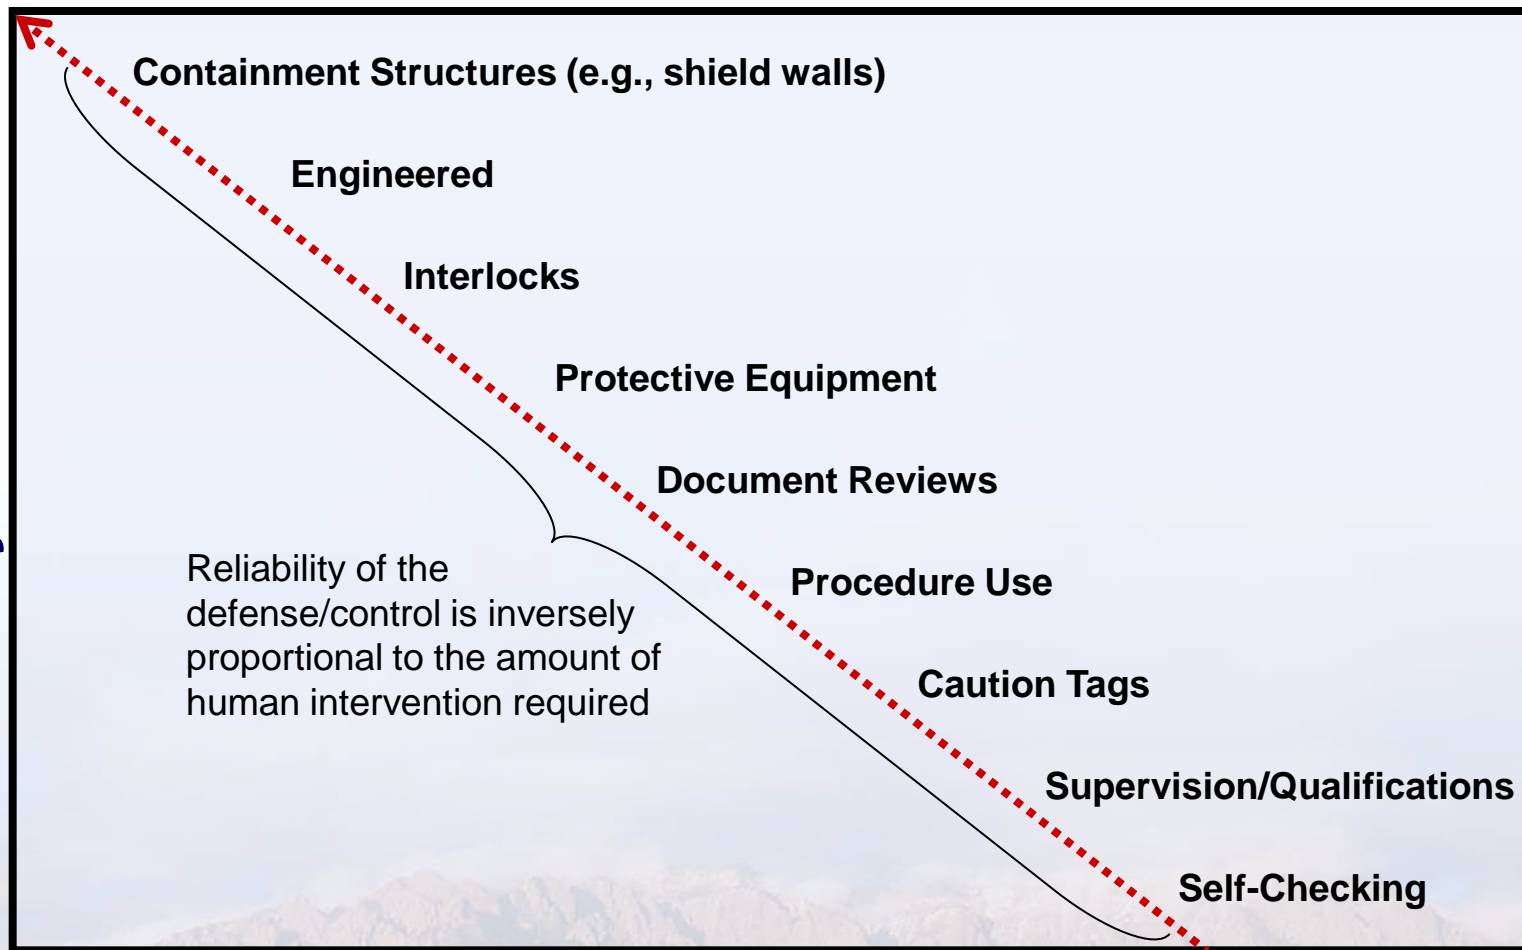 Containment Structures (e.g., shield walls)
Engineered
Interlocks
Protective Equipment
Document Reviews
Procedure Use
Reliability of the
defense/control is inversely
proportional to the amount of
human intervention required
Caution Tags
Supervision/Qualifications
Self-Checking